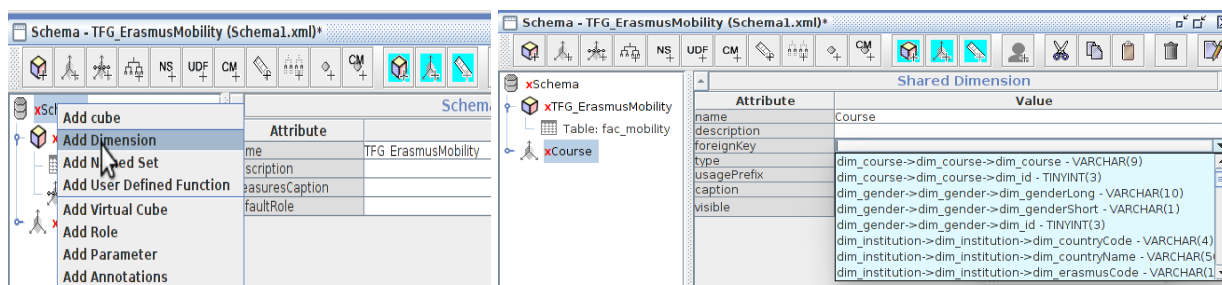 Schema - TFG_ErasmusMobility (Schema1.xml)*
NS UDF CM CM
Schema
xSch
Add cube
Add Dimension
Add Named Set
Add User Defined Function
Add Virtual Cube
Add Role
Add Parameter
Add Annotations
Attribute
me TFG_ErasmusMobility
scription
easuresCaption
faultRole
Schema - TFG_ErasmusMobility (Schema1.xml)*
NS UDF CM CM
xSchema
xTFG_ErasmusMobility
Table: fac_mobility
xCourse
Shared Dimension
Attribute Value
name Course
description
foreignKey
type
usagePrefix
caption
visible
dim_course->dim_course->dim_course - VARCHAR(9)
dim_course->dim_course->dim_id - TINYINT(3)
dim_gender->dim_gender->dim_genderLong - VARCHAR(10)
dim_gender->dim_gender->dim_genderShort - VARCHAR(1)
dim_gender->dim_gender->dim_id - TINYINT(3)
dim_institution->dim_institution->dim_countryCode - VARCHAR(4)
dim_institution->dim_institution->dim_countryName - VARCHAR(5
dim_institution->dim_institution->dim_erasmusCode - VARCHAR(1